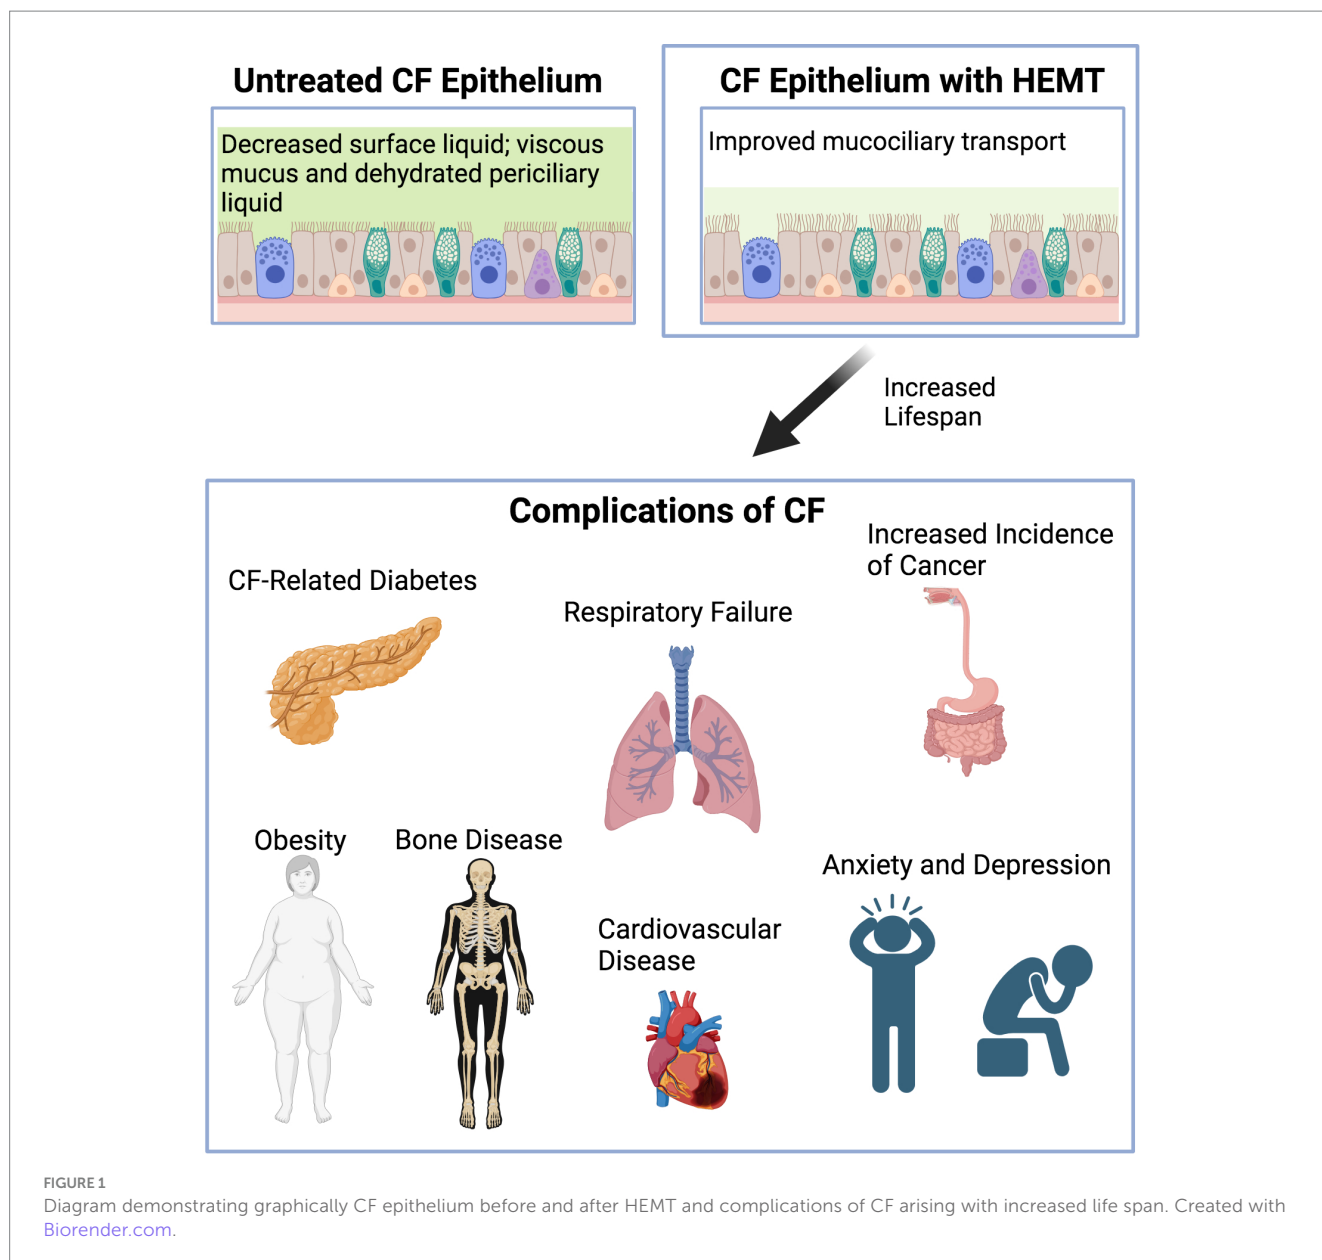 Untreated CF Epithelium
Decreased surface liquid; viscous
mucus and dehydrated periciliary
liquid
CF Epithelium with HEMT
Improved mucociliary transport
Increased
Lifespan
Complications of CF
CF-Related Diabetes
Respiratory Failure
Increased Incidence
of Cancer
Obesity
Bone Disease
Cardiovascular
Disease
Anxiety and Depression
FIGURE 1
Diagram demonstrating graphically CF epithelium before and after HEMT and complications of CF arising with increased life span. Created with
Biorender.com.